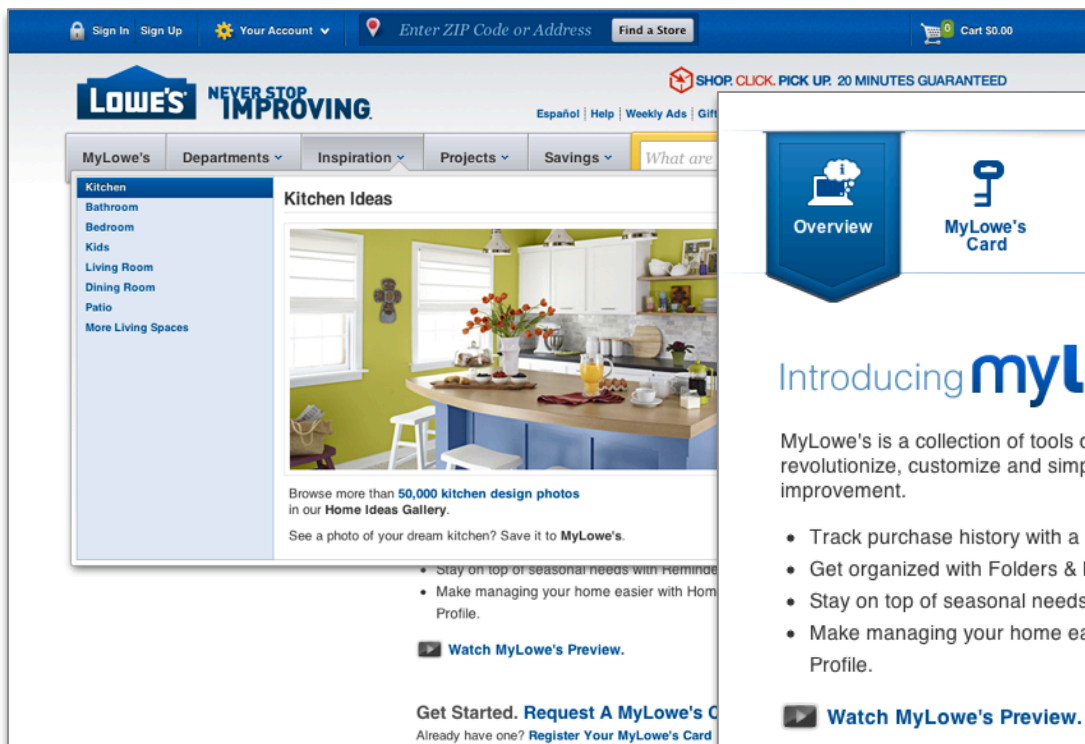 Sign In Sign Up Your Account Enter ZIP Code or Address Find a Store 0 Cart $0.00
SHOP. CLICK. PICK UP. 20 MINUTES GUARANTEED
LOWE'S NEVER STOP IMPROVING.
Español Help Weekly Ads Gift
MyLowe's Departments Inspiration Projects Savings What are
Kitchen
Bathroom
Bedroom
Kids
Living Room
Dining Room
Patio
More Living Spaces
Kitchen Ideas
Browse more than 50,000 kitchen design photos
in our Home Ideas Gallery.
See a photo of your dream kitchen? Save it to MyLowe's.
Stay on top of seasonal needs with Reminde
Make managing your home easier with Hom
Profile.
Watch MyLowe's Preview.
Get Started. Request A MyLowe's C
Already have one? Register Your MyLowe's Card
Overview
MyLowe's
Card
Introducing myL
MyLowe's is a collection of tools
revolutionize, customize and simp
improvement.
Track purchase history with a
Get organized with Folders &
Stay on top of seasonal needs
Make managing your home ea
Profile.
Watch MyLowe's Preview.